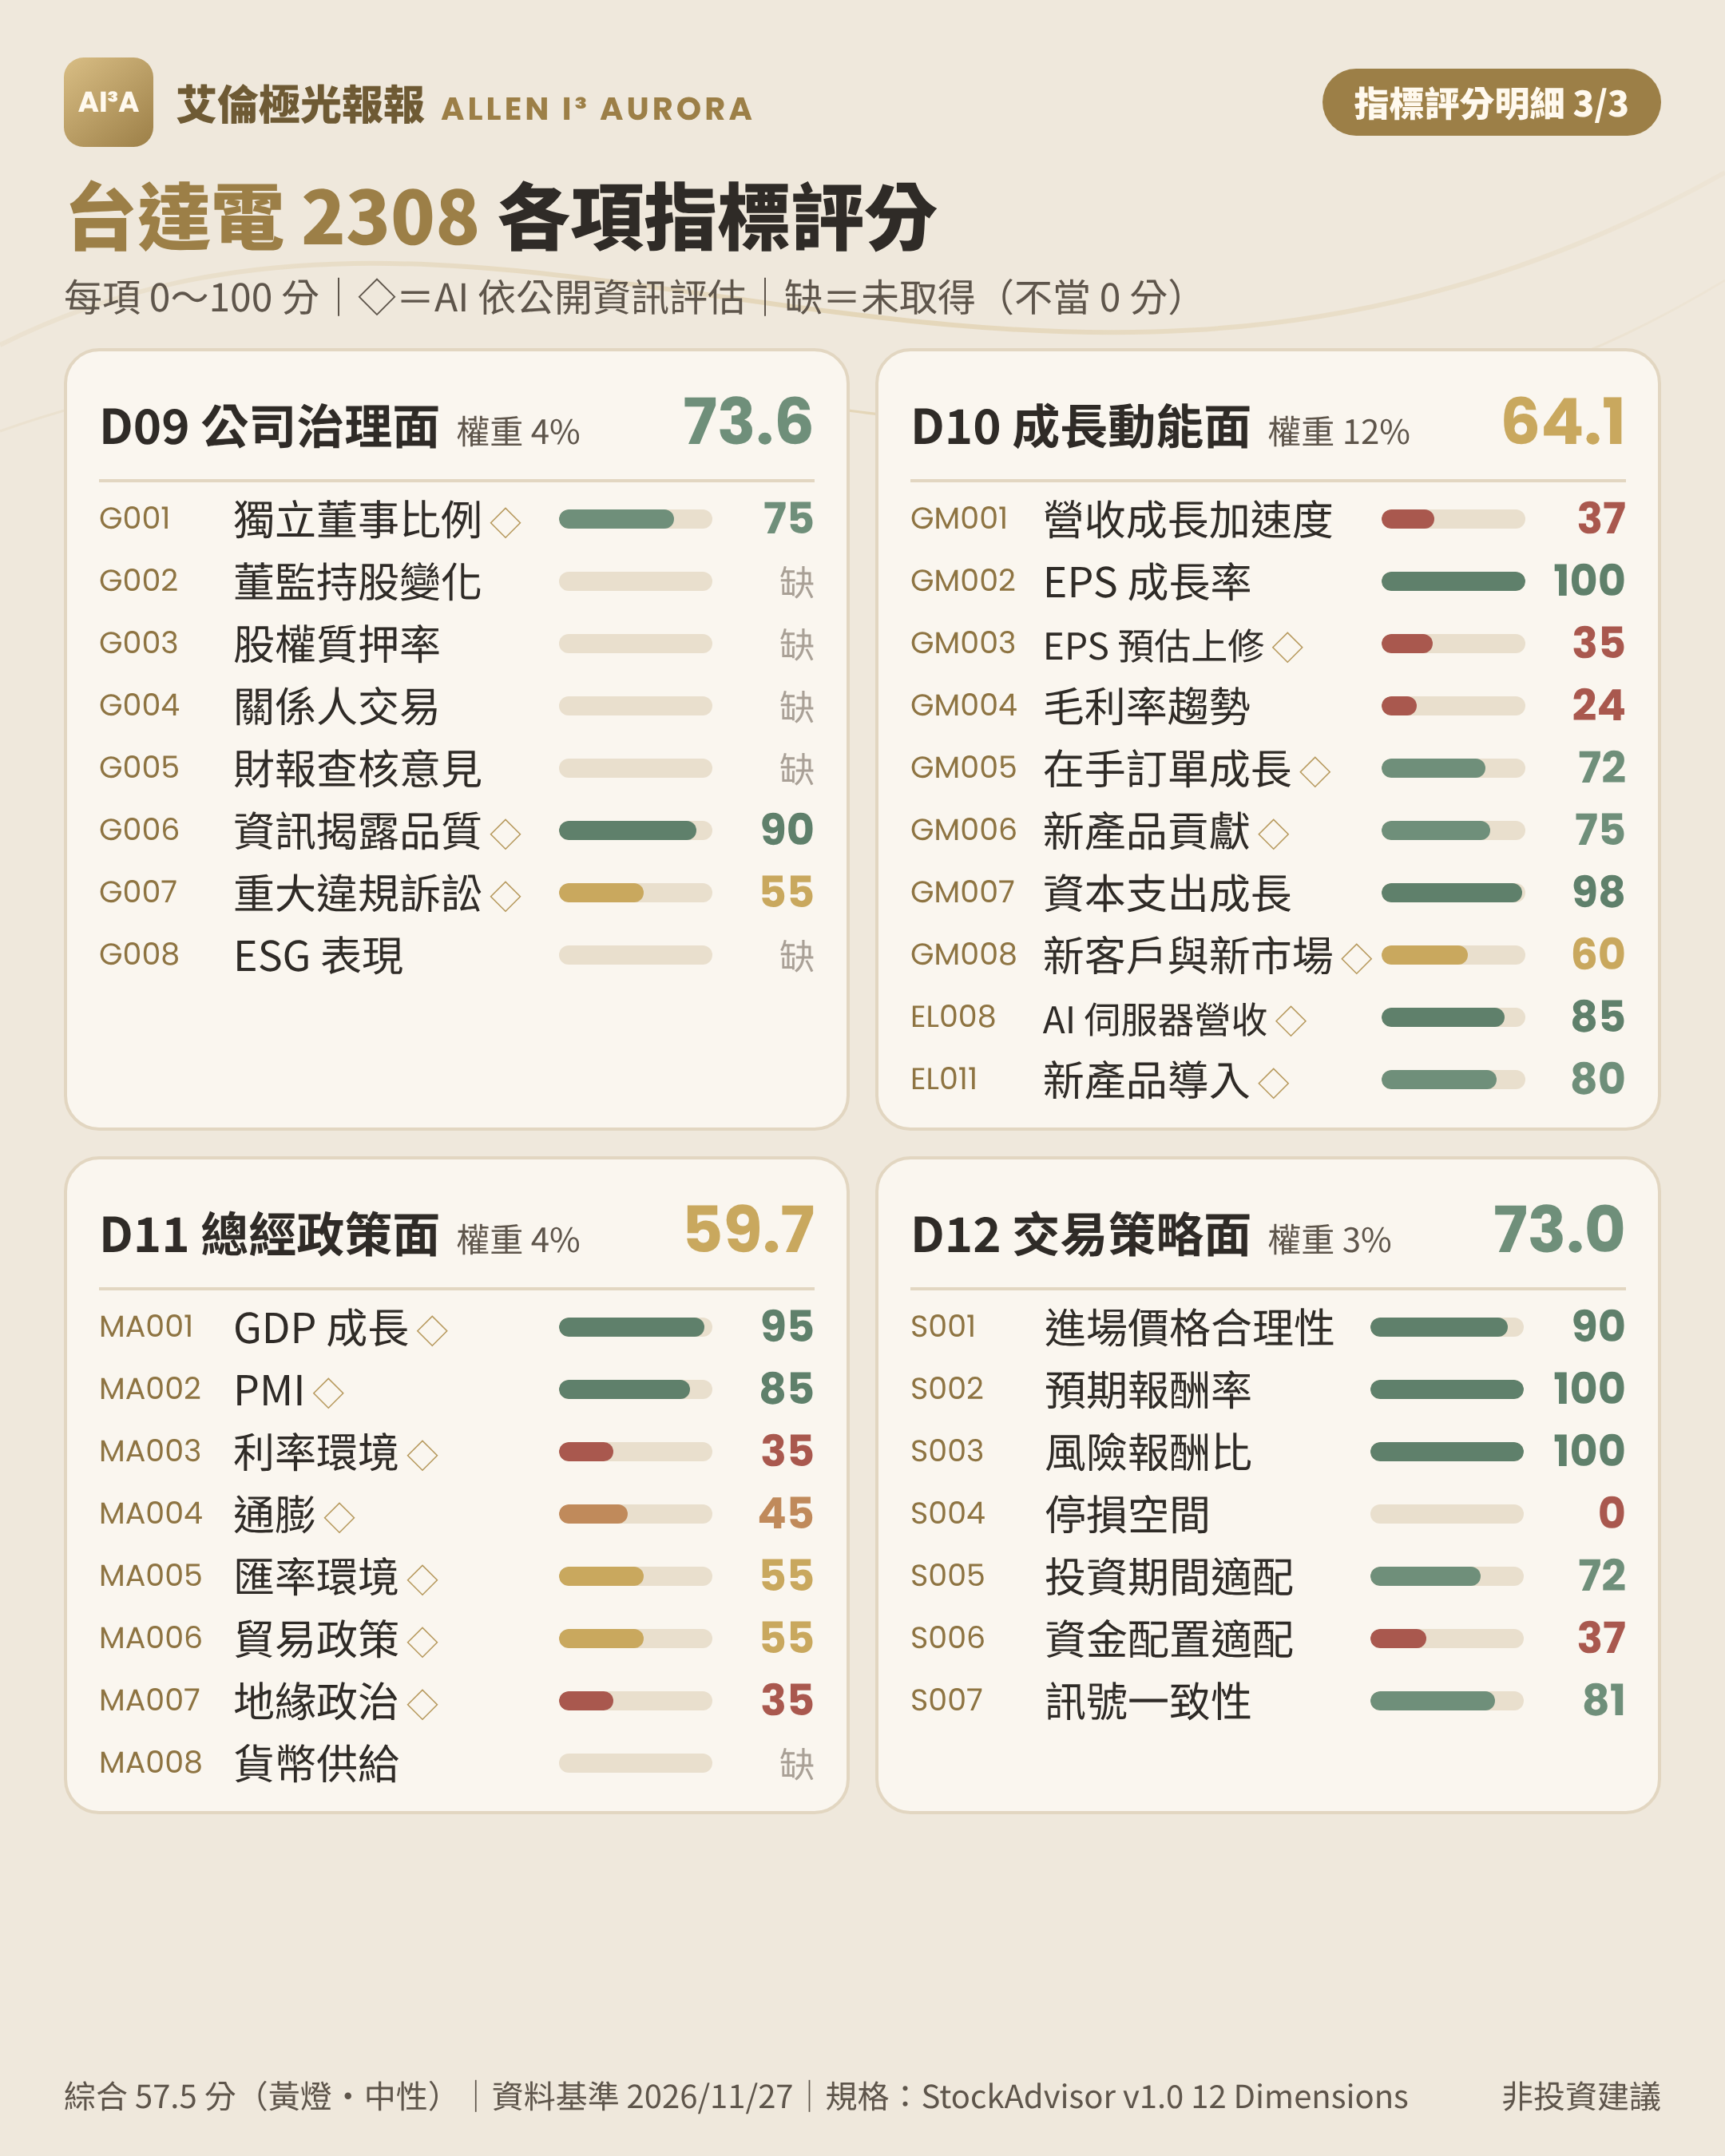 AI³A 艾倫極光報報 ALLEN I³ AURORA
指標評分明細 3/3
台達電 2308 各項指標評分
每項 0～100 分｜◇＝AI 依公開資訊評估｜缺＝未取得（不當 0 分）
D09 公司治理面 權重 4% 73.6
G001 獨立董事比例 ◇ 75
G002 董監持股變化 缺
G003 股權質押率 缺
G004 關係人交易 缺
G005 財報查核意見 缺
G006 資訊揭露品質 ◇ 90
G007 重大違規訴訟 ◇ 55
G008 ESG 表現 缺
D10 成長動能面 權重 12% 64.1
GM001 營收成長加速度 37
GM002 EPS 成長率 100
GM003 EPS 預估上修 ◇ 35
GM004 毛利率趨勢 24
GM005 在手訂單成長 ◇ 72
GM006 新產品貢獻 ◇ 75
GM007 資本支出成長 98
GM008 新客戶與新市場 ◇ 60
EL008 AI 伺服器營收 ◇ 85
EL011 新產品導入 ◇ 80
D11 總經政策面 權重 4% 59.7
MA001 GDP 成長 ◇ 95
MA002 PMI ◇ 85
MA003 利率環境 ◇ 35
MA004 通膨 ◇ 45
MA005 匯率環境 ◇ 55
MA006 貿易政策 ◇ 55
MA007 地緣政治 ◇ 35
MA008 貨幣供給 缺
D12 交易策略面 權重 3% 73.0
S001 進場價格合理性 90
S002 預期報酬率 100
S003 風險報酬比 100
S004 停損空間 0
S005 投資期間適配 72
S006 資金配置適配 37
S007 訊號一致性 81
綜合 57.5 分（黃燈・中性）｜資料基準 2026/11/27｜規格：StockAdvisor v1.0 12 Dimensions
非投資建議